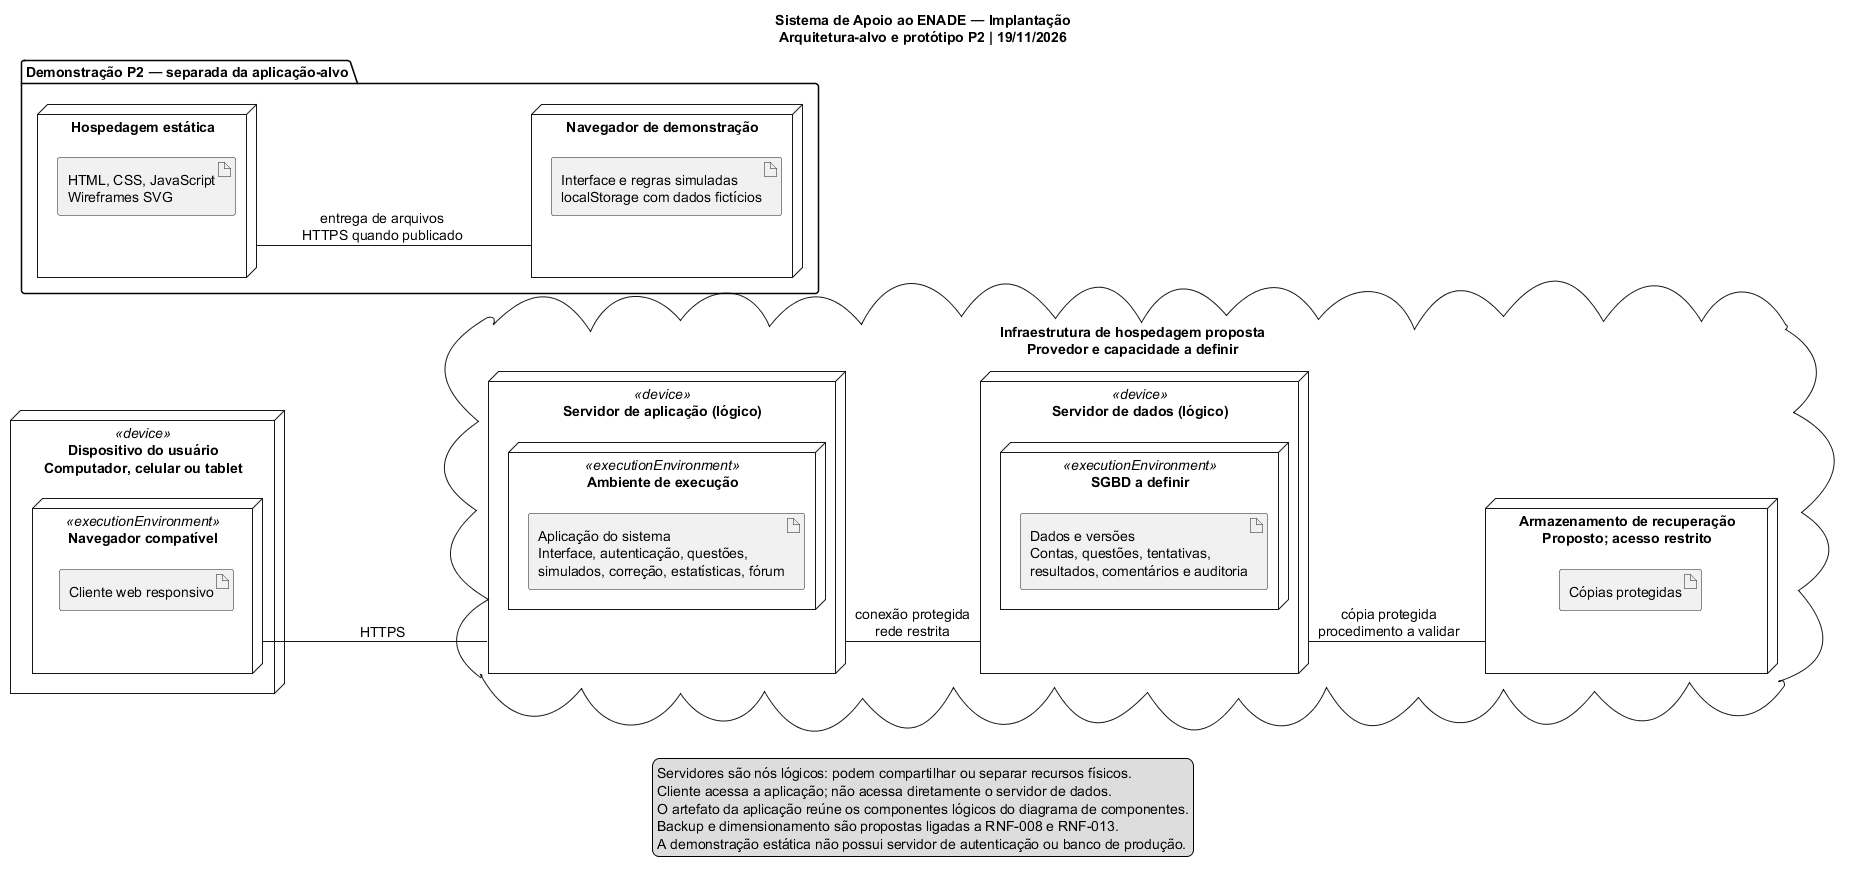 Sistema de Apoio ao ENADE — Implantação
Arquitetura-alvo e protótipo P2 | 19/11/2026
Demonstração P2 — separada da aplicação-alvo
Hospedagem estática
HTML, CSS, JavaScript
Wireframes SVG
entrega de arquivos
HTTPS quando publicado
Navegador de demonstração
Interface e regras simuladas
localStorage com dados fictícios
Infraestrutura de hospedagem proposta
Provedor e capacidade a definir
«device»
Dispositivo do usuário
Computador, celular ou tablet
«executionEnvironment»
Navegador compatível
Cliente web responsivo
HTTPS
«device»
Servidor de aplicação (lógico)
«executionEnvironment»
Ambiente de execução
Aplicação do sistema
Interface, autenticação, questões,
simulados, correção, estatísticas, fórum
conexão protegida
rede restrita
«device»
Servidor de dados (lógico)
«executionEnvironment»
SGBD a definir
Dados e versões
Contas, questões, tentativas,
resultados, comentários e auditoria
cópia protegida
procedimento a validar
Armazenamento de recuperação
Proposto; acesso restrito
Cópias protegidas
Servidores são nós lógicos: podem compartilhar ou separar recursos físicos.
Cliente acessa a aplicação; não acessa diretamente o servidor de dados.
O artefato da aplicação reúne os componentes lógicos do diagrama de componentes.
Backup e dimensionamento são propostas ligadas a RNF-008 e RNF-013.
A demonstração estática não possui servidor de autenticação ou banco de produção.